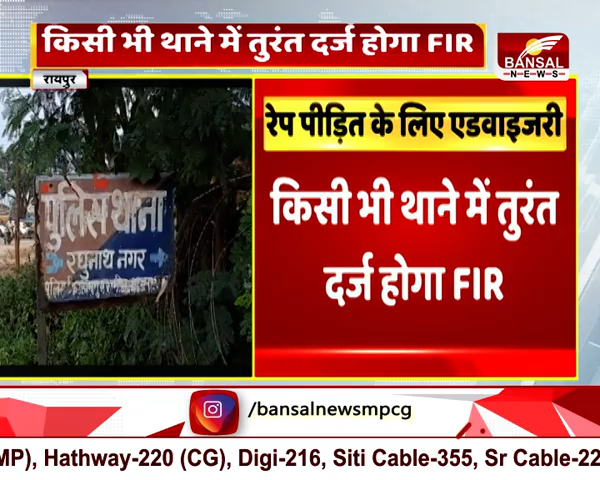 किसी भी थाने में तुरंत दर्ज होगा FIR
BANSAL
NEWS
रायपुर
रेप पीड़ित के लिए एडवाइजरी
किसी भी थाने में तुरंत
दर्ज होगा FIR
पुलिस थाना
रघुनाथ नगर
/bansalnewsmpcg
MP), Hathway-220 (CG), Digi-216, Siti Cable-355, Sr Cable-22